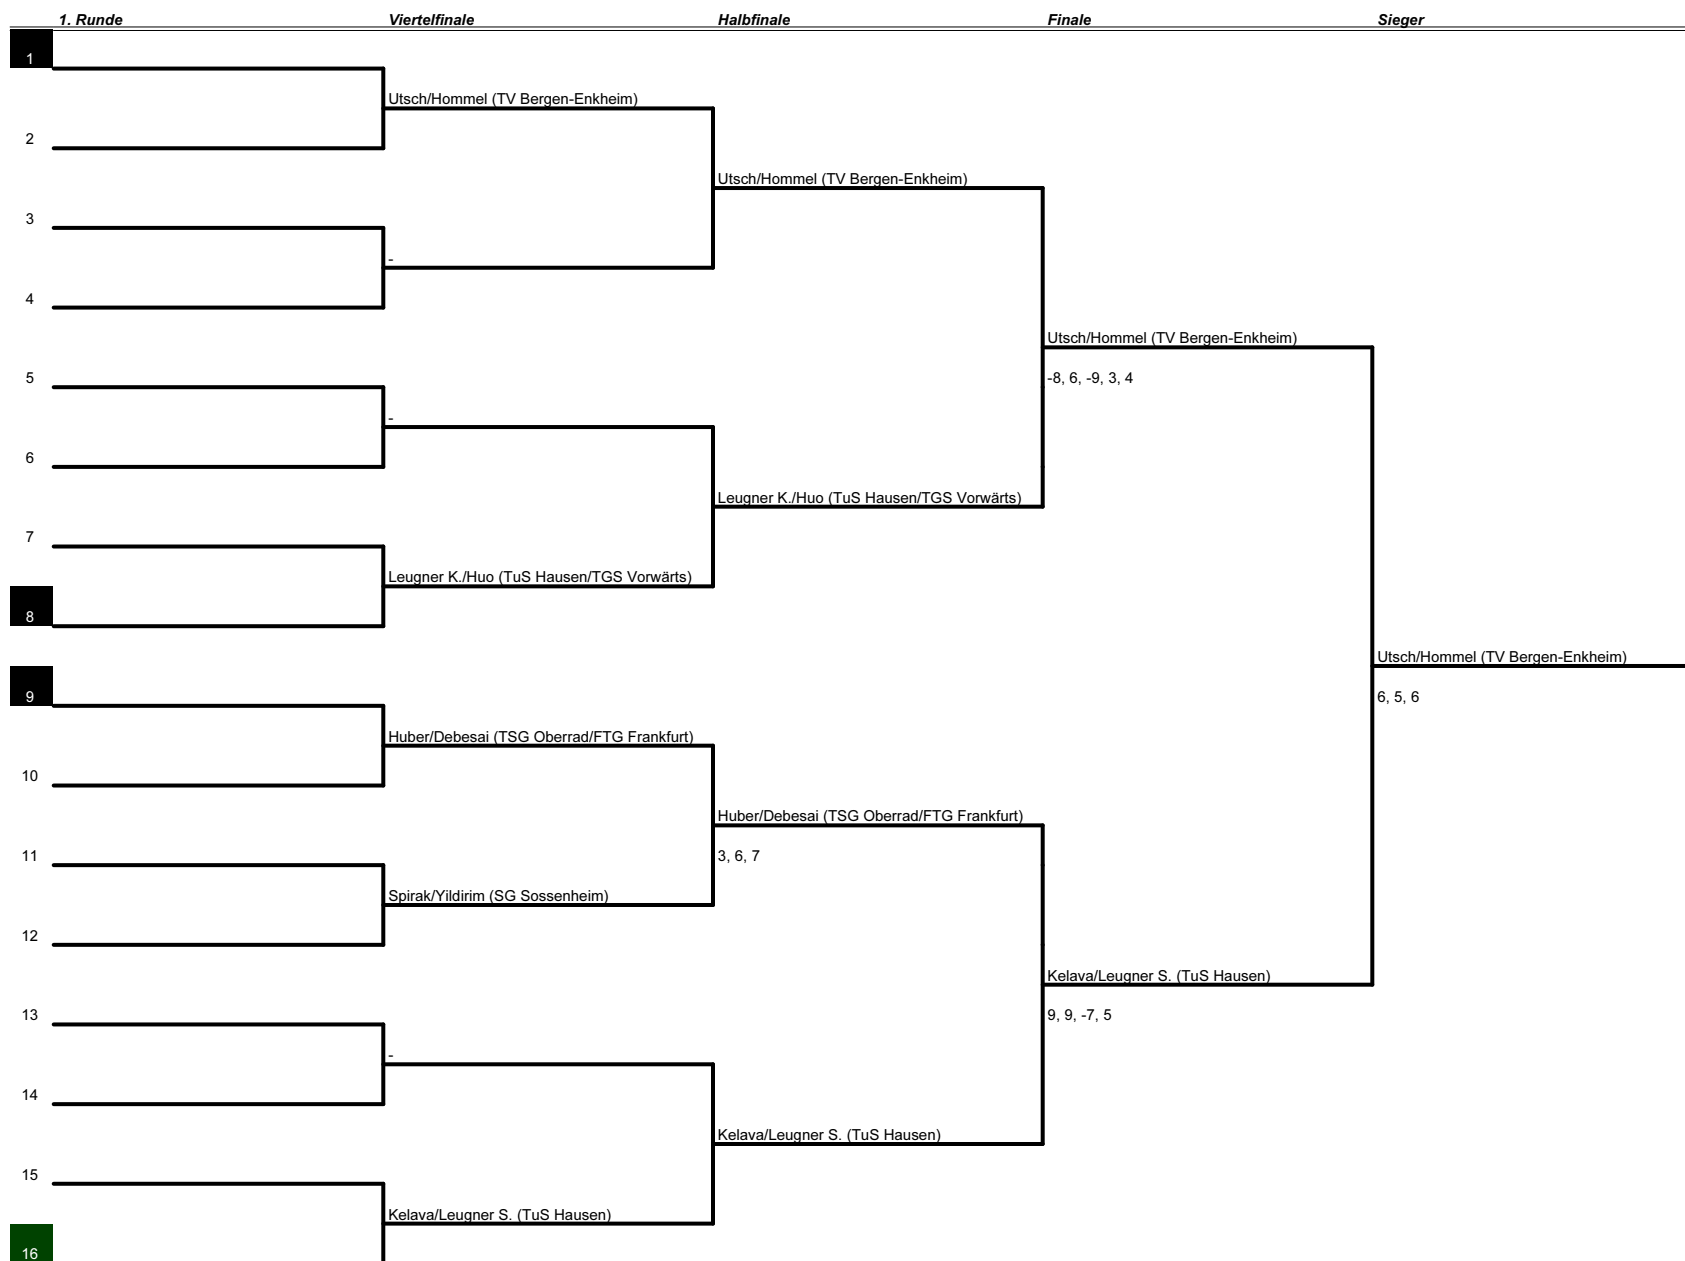 1. Runde Viertelfinale Halbfinale Finale Sieger
1
Utsch/Hommel (TV Bergen-Enkheim)
2
Utsch/Hommel (TV Bergen-Enkheim)
3
-
4
Utsch/Hommel (TV Bergen-Enkheim)
5 -8, 6, -9, 3, 4
-
6
Leugner K./Huo (TuS Hausen/TGS Vorwärts)
7
Leugner K./Huo (TuS Hausen/TGS Vorwärts)
8
Utsch/Hommel (TV Bergen-Enkheim)
9 6, 5, 6
Huber/Debesai (TSG Oberrad/FTG Frankfurt)
10
Huber/Debesai (TSG Oberrad/FTG Frankfurt)
11 3, 6, 7
Spirak/Yildirim (SG Sossenheim)
12
Kelava/Leugner S. (TuS Hausen)
13 9, 9, -7, 5
-
14
Kelava/Leugner S. (TuS Hausen)
15
Kelava/Leugner S. (TuS Hausen)
16